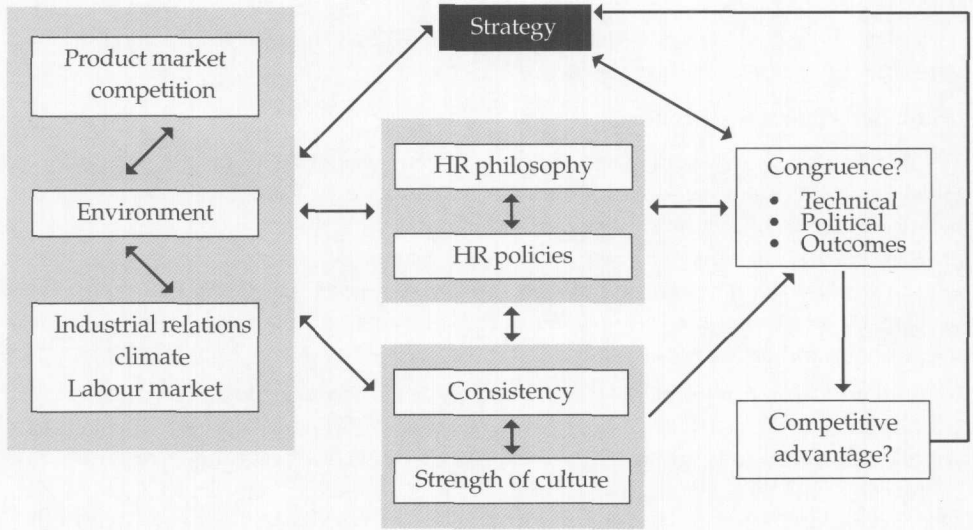 Strategy
Product market
competition
Environment
Industrial relations
climate
Labour market
HR philosophy
HR policies
Consistency
Strength of culture
Congruence?
• Technical
• Political
• Outcomes
Competitive
advantage?